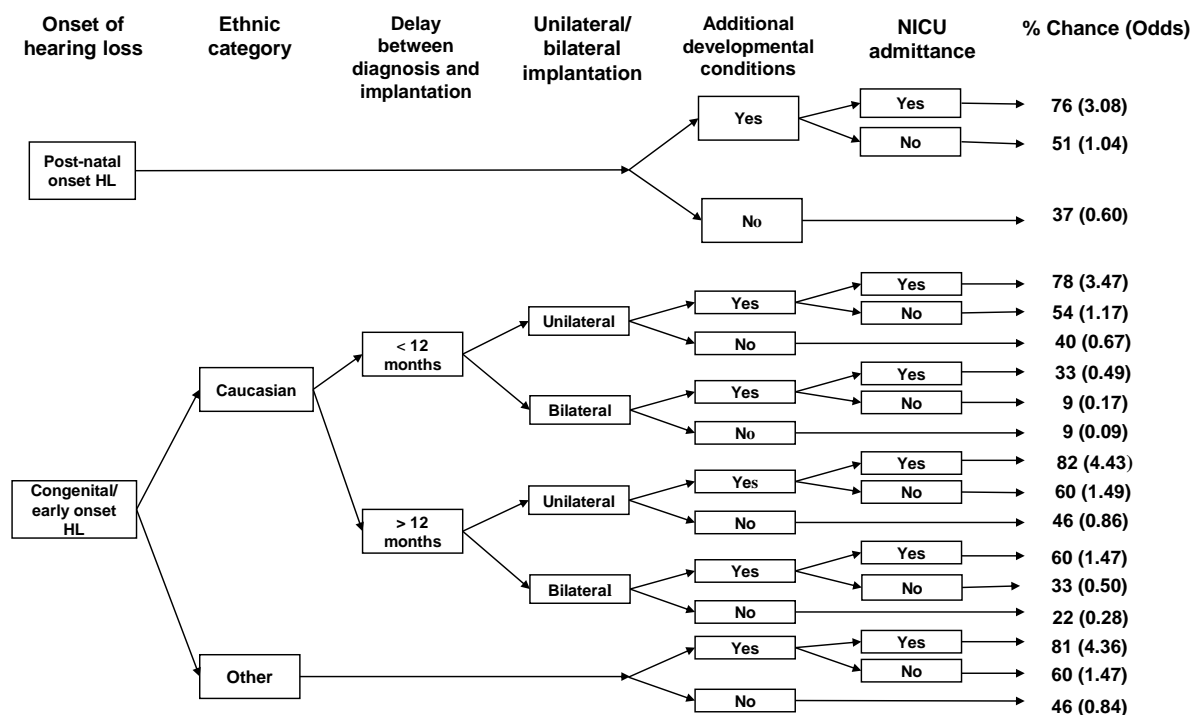 Onset of
hearing loss
Ethnic
category
Delay
between
diagnosis and
implantation
Unilateral/
bilateral
implantation
Additional
developmental
conditions
NICU
admittance
% Chance (Odds)
Post-natal
onset HL
Yes
Yes
76 (3.08)
No
51 (1.04)
No
37 (0.60)
Congenital/
early onset
HL
Caucasian
< 12
months
Unilateral
Yes
Yes
78 (3.47)
No
54 (1.17)
No
40 (0.67)
Bilateral
Yes
Yes
33 (0.49)
No
9 (0.17)
No
9 (0.09)
> 12
months
Unilateral
Yes
Yes
82 (4.43)
No
60 (1.49)
No
46 (0.86)
Bilateral
Yes
Yes
60 (1.47)
No
33 (0.50)
No
22 (0.28)
Other
Yes
Yes
81 (4.36)
No
60 (1.47)
No
46 (0.84)